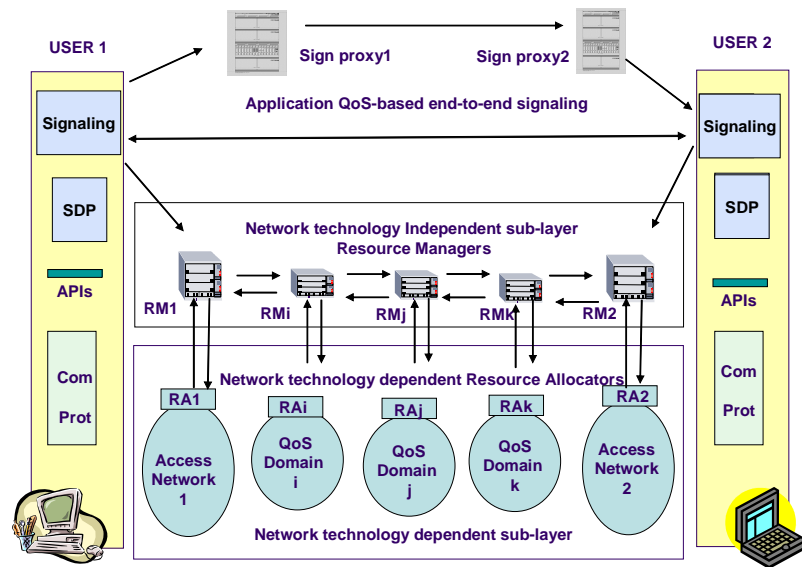 USER 1
Sign proxy1
Sign proxy2
USER 2
Application QoS-based end-to-end signaling
Signaling
Signaling
SDP
SDP
Network technology Independent sub-layer
Resource Managers
APIs
APIs
RM1
RMi
RMj
RMk
RM2
Com
Prot
Com
Prot
Network technology dependent Resource Allocators
RA1
RAi
RAj
RAk
RA2
Access
Network
1
QoS
Domain
i
QoS
Domain
j
QoS
Domain
k
Access
Network
2
Network technology dependent sub-layer